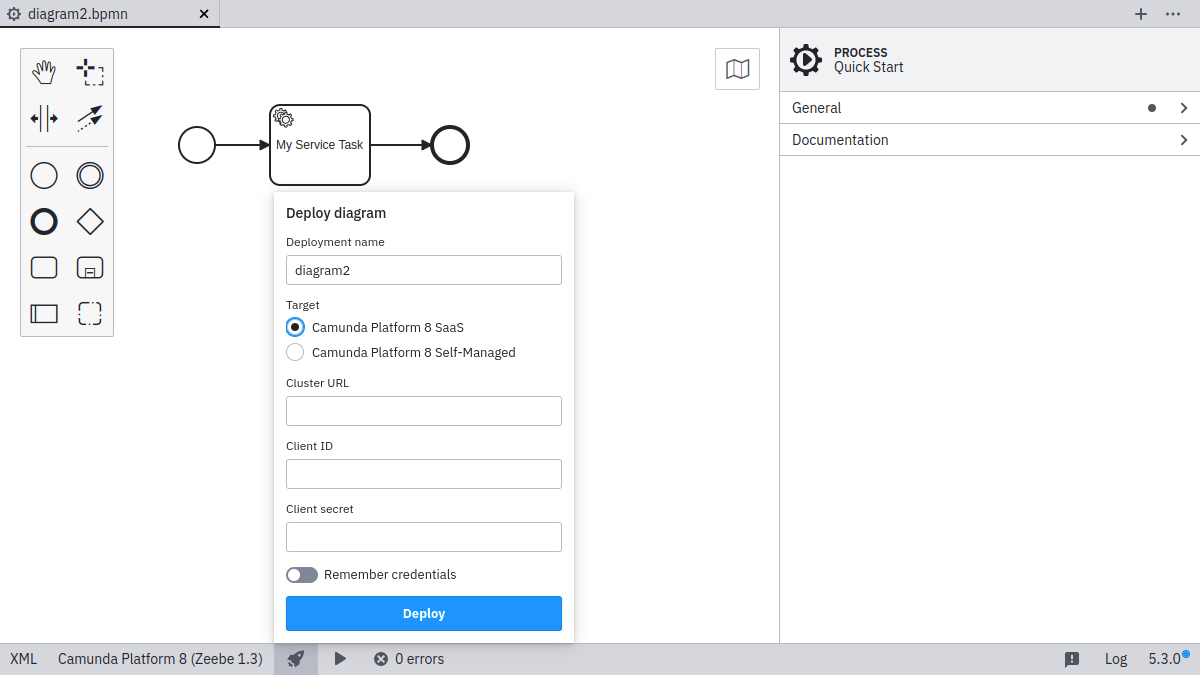 diagram2.bpmn
PROCESS
Quick Start
General
Documentation
My Service Task
Deploy diagram
Deployment name
diagram2
Target
Camunda Platform 8 SaaS
Camunda Platform 8 Self-Managed
Cluster URL
Client ID
Client secret
Remember credentials
Deploy
XML
Camunda Platform 8 (Zeebe 1.3)
0 errors
Log
5.3.0